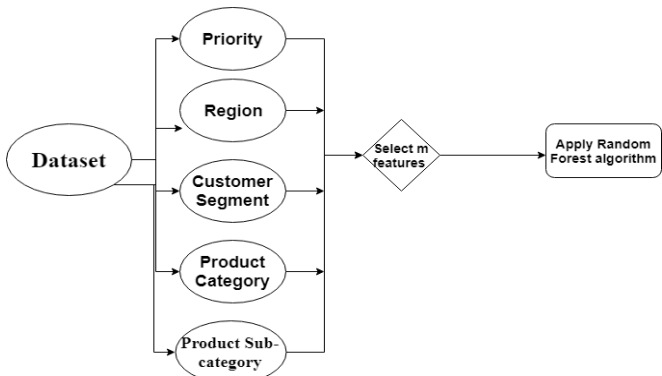 Priority
Region
Dataset
Customer
Segment
Product
Category
Product Sub-
category
Select m
features
Apply Random
Forest algorithm